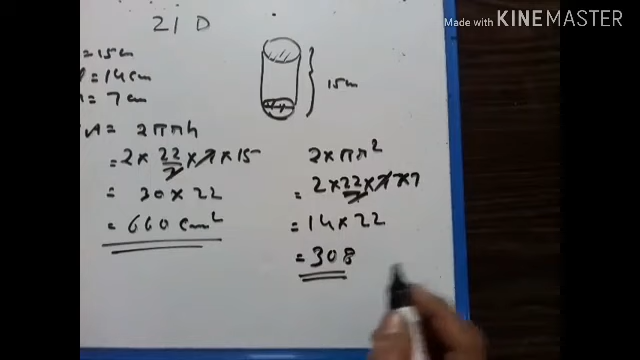 Made with KINEMASTER
21 D
= 15cm
= 14cm
= 7cm
15cm
A = 2πrh
= 2 × 22/7 × 7 × 15
= 30 × 22
= 660 cm²
2 × πr²
= 2 × 22/7 × 7 × 7
= 14 × 22
= 308